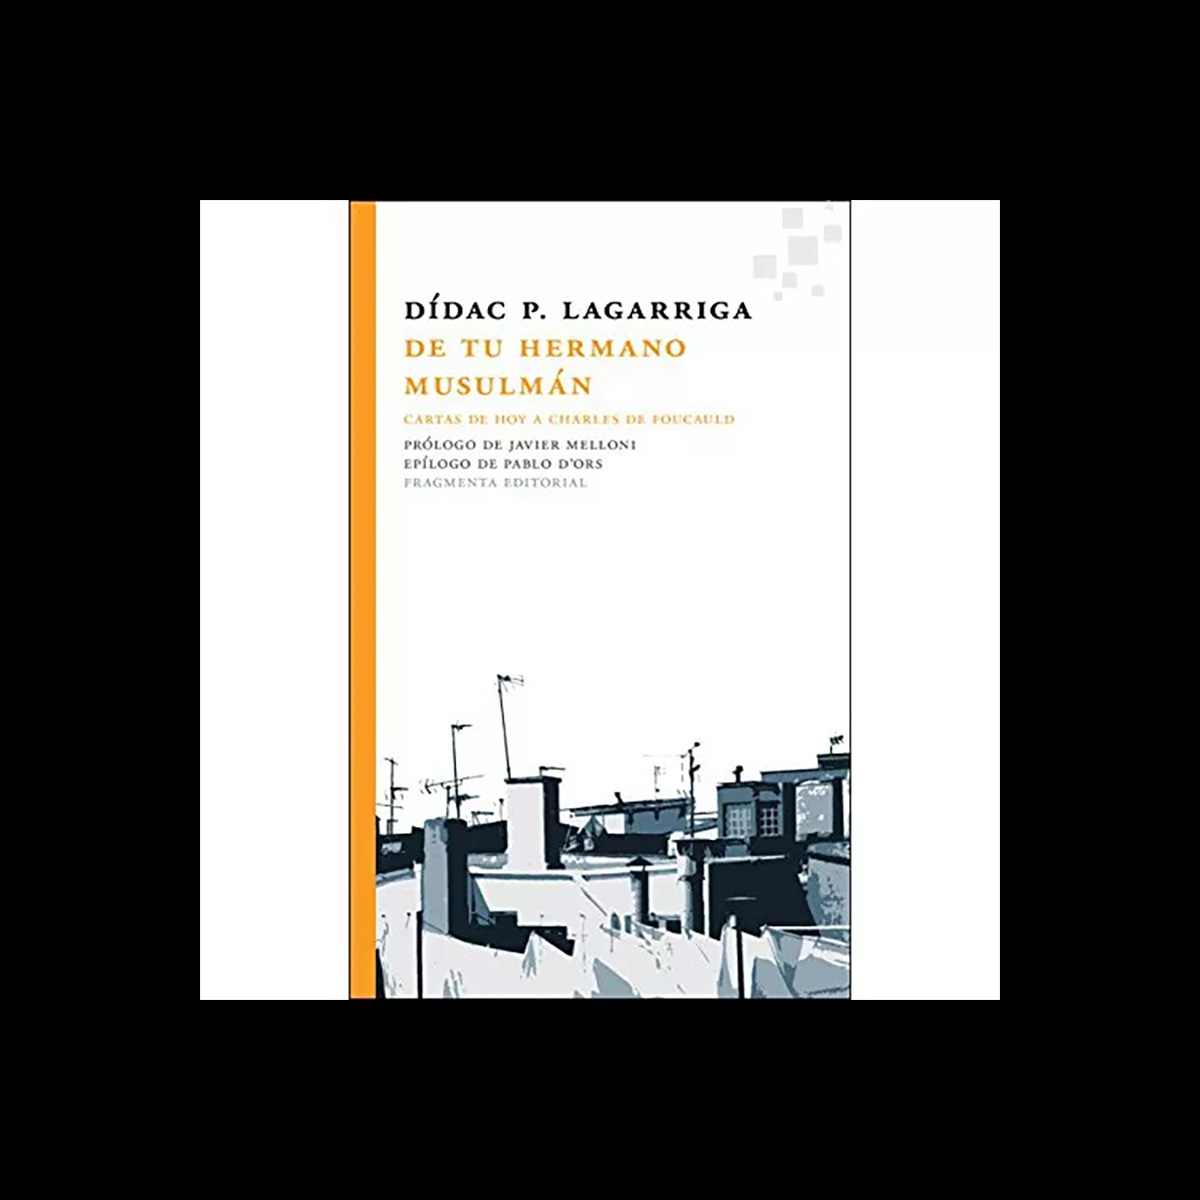 DÍDAC P. LAGARRIGA
DE TU HERMANO
MUSULMÁN
CARTAS DE HOY A CHARLES DE FOUCAULD
PRÓLOGO DE JAVIER MELLONI
EPÍLOGO DE PABLO D'ORS
FRAGMENTA EDITORIAL